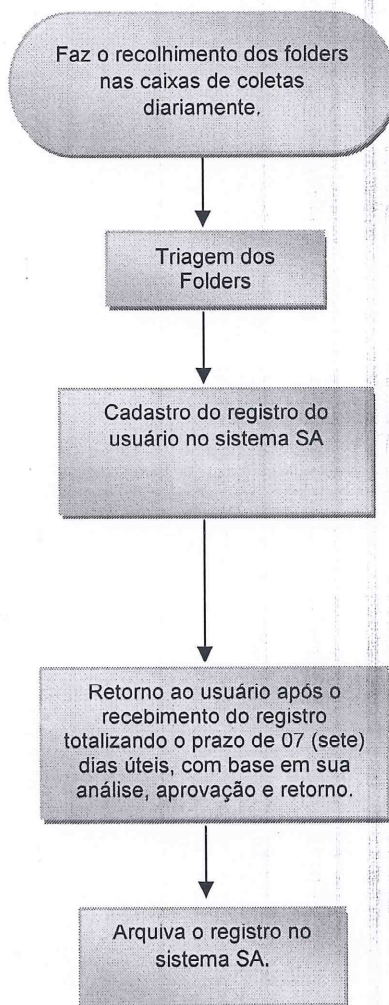 Faz o recolhimento dos folders
nas caixas de coletas
diariamente.
Triagem dos
Folders
Cadastro do registro do
usuário no sistema SA
Retorno ao usuário após o
recebimento do registro
totalizando o prazo de 07 (sete)
dias úteis, com base em sua
análise, aprovação e retorno.
Arquiva o registro no
sistema SA.